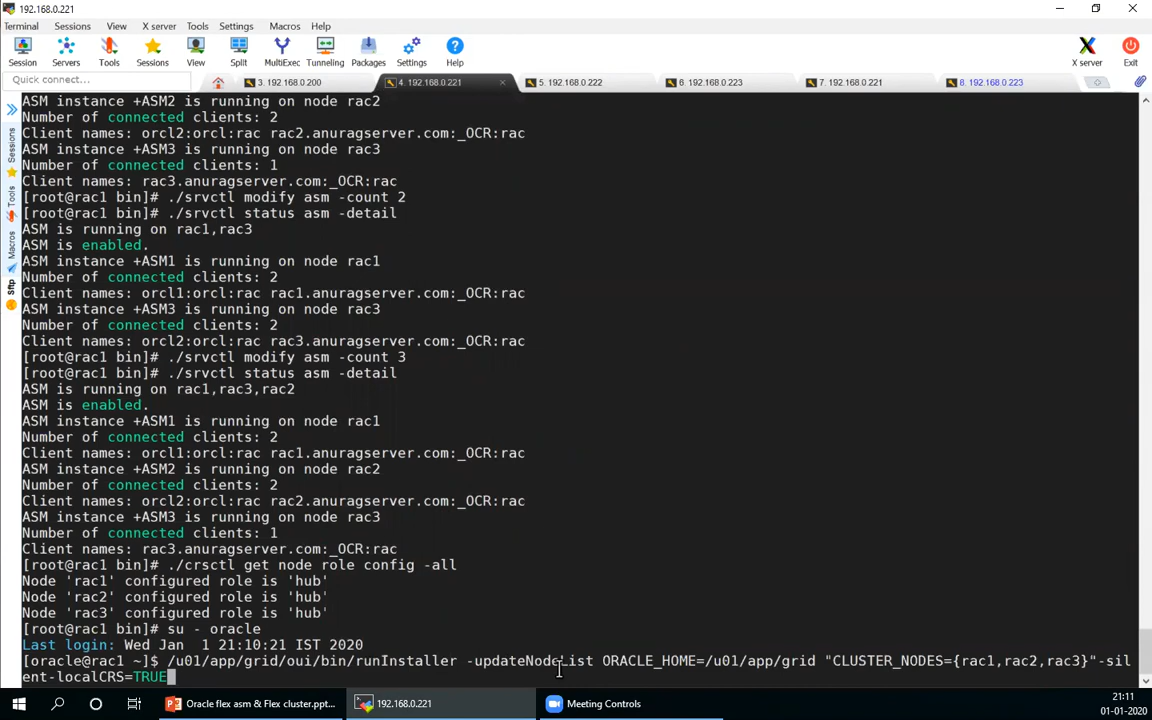 192.168.0.221
Terminal Sessions View X server Tools Settings Macros Help
Session Servers Tools Sessions View Split MultiExec Tunneling Packages Settings Help X server Exit
Quick connect... 3. 192.168.0.200 4. 192.168.0.221 5. 192.168.0.222 6. 192.168.0.223 7. 192.168.0.221 8. 192.168.0.223
Sessions
Tools
Macros
Sftp
ASM instance +ASM2 is running on node rac2
Number of connected clients: 2
Client names: orcl2:orcl:rac rac2.anuragserver.com:_OCR:rac
ASM instance +ASM3 is running on node rac3
Number of connected clients: 1
Client names: rac3.anuragserver.com:_OCR:rac
[root@rac1 bin]# ./srvctl modify asm -count 2
[root@rac1 bin]# ./srvctl status asm -detail
ASM is running on rac1,rac3
ASM is enabled.
ASM instance +ASM1 is running on node rac1
Number of connected clients: 2
Client names: orcl1:orcl:rac rac1.anuragserver.com:_OCR:rac
ASM instance +ASM3 is running on node rac3
Number of connected clients: 2
Client names: orcl2:orcl:rac rac3.anuragserver.com:_OCR:rac
[root@rac1 bin]# ./srvctl modify asm -count 3
[root@rac1 bin]# ./srvctl status asm -detail
ASM is running on rac1,rac3,rac2
ASM is enabled.
ASM instance +ASM1 is running on node rac1
Number of connected clients: 2
Client names: orcl1:orcl:rac rac1.anuragserver.com:_OCR:rac
ASM instance +ASM2 is running on node rac2
Number of connected clients: 2
Client names: orcl2:orcl:rac rac2.anuragserver.com:_OCR:rac
ASM instance +ASM3 is running on node rac3
Number of connected clients: 1
Client names: rac3.anuragserver.com:_OCR:rac
[root@rac1 bin]# ./crsctl get node role config -all
Node 'rac1' configured role is 'hub'
Node 'rac2' configured role is 'hub'
Node 'rac3' configured role is 'hub'
[root@rac1 bin]# su - oracle
Last login: Wed Jan  1 21:10:21 IST 2020
[oracle@rac1 ~]$ /u01/app/grid/oui/bin/runInstaller -updateNodeList ORACLE_HOME=/u01/app/grid "CLUSTER_NODES={rac1,rac2,rac3}"-sil
ent-localCRS=TRUE
Oracle flex asm & Flex cluster.ppt... 192.168.0.221 Meeting Controls 21:11
01-01-2020